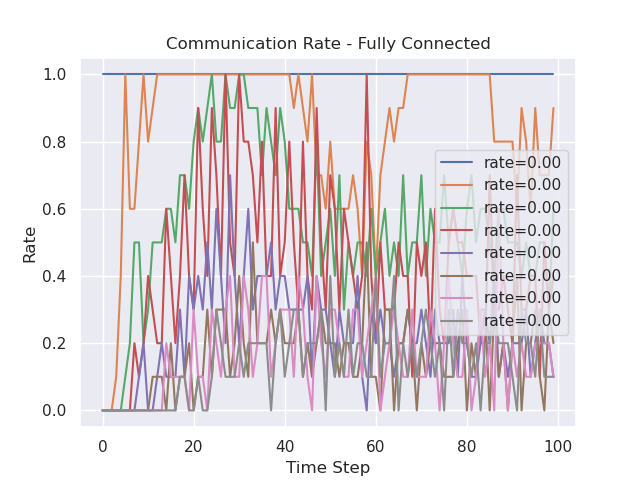 Communication Rate - Fully Connected
1.0
0.8
0.6
0.4
0.2
0.0
Rate
rate=0.00
rate=0.00
rate=0.00
rate=0.00
rate=0.00
rate=0.00
rate=0.00
rate=0.00
0 20 40 60 80 100
Time Step